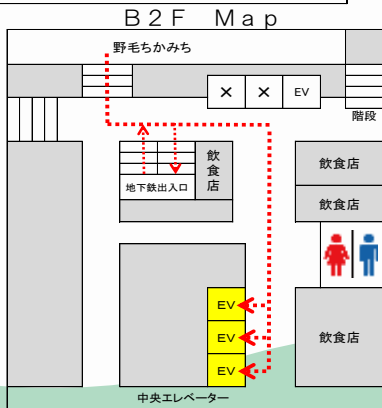 B2F Map
野毛ちかみち
× × EV
階段
飲食店
地下鉄出入口
飲食店
飲食店
EV
EV
飲食店
EV
中央エレベーター